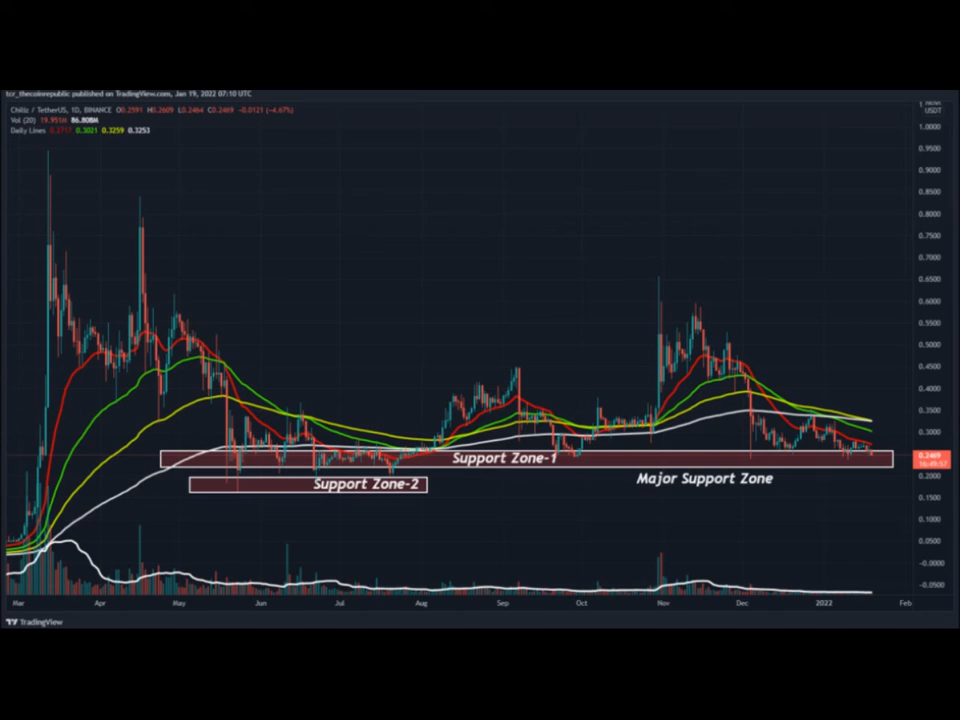 tcr_thecoinrepublic published on TradingView.com, Jan 19, 2022 07:10 UTC
Chiliz / TetherUS, 1D, BINANCE O0.2591 H0.2609 L0.2464 C0.2469 -0.0121 (-4.67%)
Vol (20) 19.951M 86.808M
Daily Lines 0.2717 0.3021 0.3259 0.3253
USDT
1.0000
0.9500
0.9000
0.8500
0.8000
0.7500
0.7000
0.6500
0.6000
0.5500
0.5000
0.4500
0.4000
0.3500
0.3000
0.2469
16:49:57
0.2000
0.1500
0.1000
0.0500
-0.0000
-0.0500
Support Zone-1
Major Support Zone
Support Zone-2
Mar Apr May Jun Jul Aug Sep Oct Nov Dec 2022 Feb
TradingView